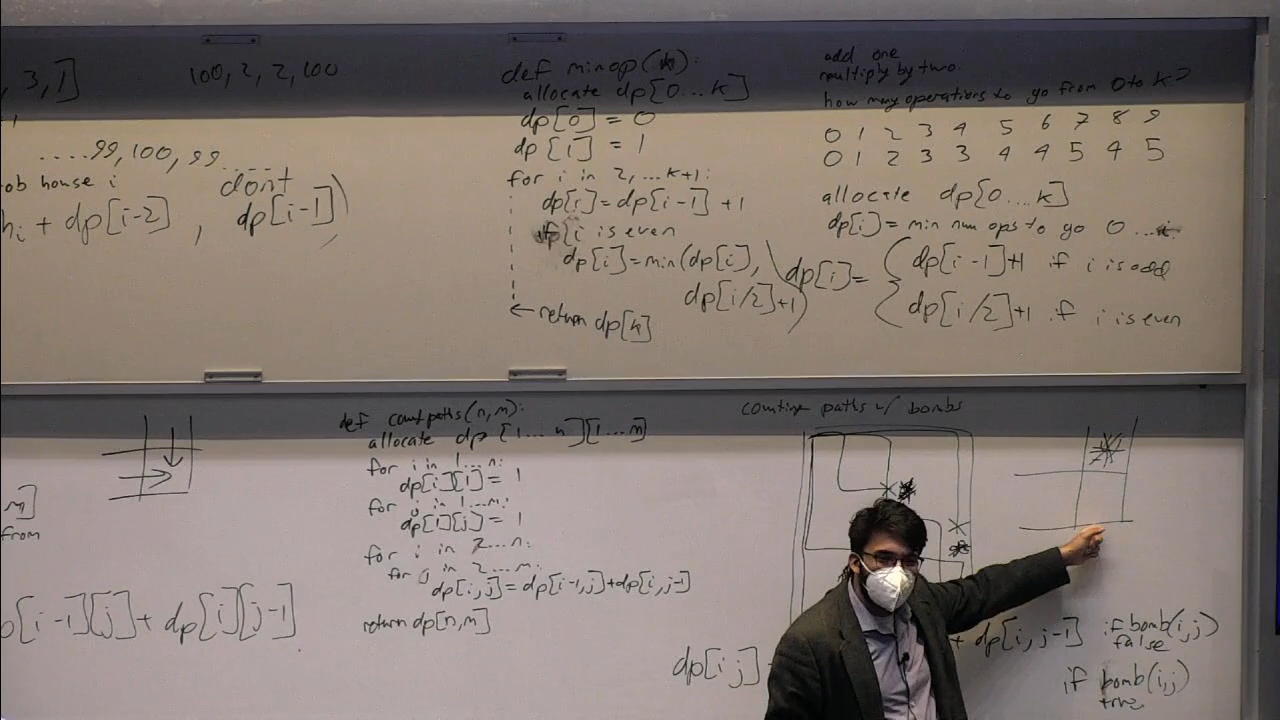 , 3, 1]
100, 2, 2, 100
....99, 100, 99....
ob house i
dont
hi + dp[i-2] , dp[i-1])
def minop(k):
allocate dp[0...k]
dp[0] = 0
dp[1] = 1
for i in 2,...k+1:
dp[i]=dp[i-1] +1
if i is even
dp[i]=min(dp[i],
dp[i/2]+1)
← return dp[k]
add one
multiply by two.
how many operations to go from 0 to k?
0 1 2 3 4 5 6 7 8 9
0 1 2 3 3 4 4 5 4 5
allocate dp[0...k]
dp[i]= min num ops to go 0...i
dp[i]= { dp[i-1]+1 if i is odd
{ dp[i/2]+1 if i is even
m]
from
p[i-1][j]+ dp[i][j-1]
def countpaths(n,m):
allocate dp[1...n][1...m]
for i in 1...n:
dp[i][1] = 1
for j in 1...m:
dp[1][j] = 1
for i in 2...n:
for j in 2...m:
dp[i,j]=dp[i-1,j]+dp[i,j-1]
return dp[n,m]
counting paths w/ bombs
dp[i,j]
+ dp[i, j-1] if bomb(i,j)
false
if bomb(i,j)
true